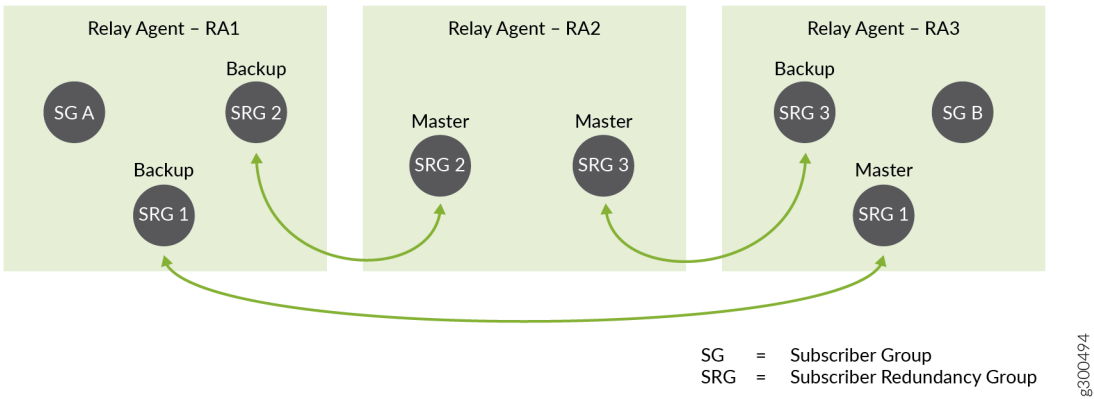 Relay Agent – RA1
Relay Agent – RA2
Relay Agent – RA3
Backup
Backup
SG A
SRG 2
Master
Master
SRG 3
SG B
SRG 2
SRG 3
Backup
Master
SRG 1
SRG 1
SG = Subscriber Group
SRG = Subscriber Redundancy Group
g300494